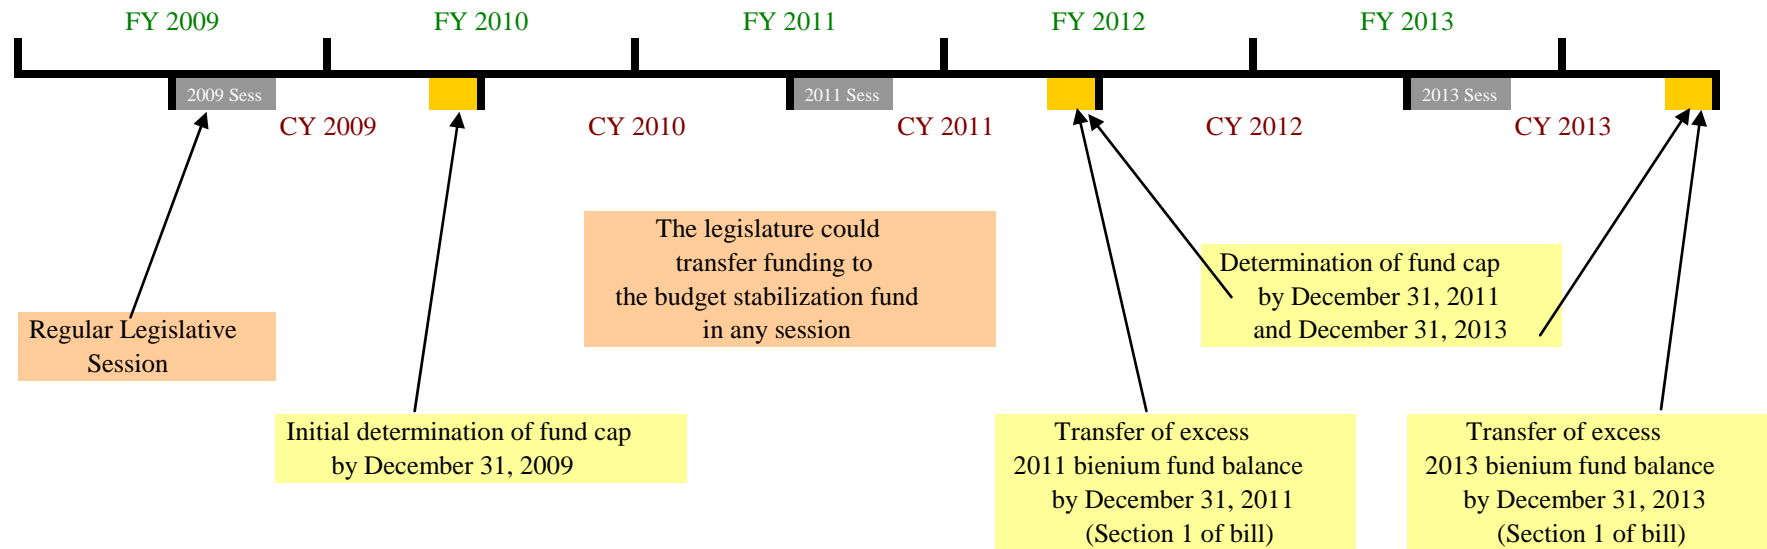 FY 2009
FY 2010
FY 2011
FY 2012
FY 2013
2009 Sess
2011 Sess
2013 Sess
CY 2009
CY 2010
CY 2011
CY 2012
CY 2013
Regular Legislative
Session
Initial determination of fund cap
by December 31, 2009
The legislature could
transfer funding to
the budget stabilization fund
in any session
Determination of fund cap
by December 31, 2011
and December 31, 2013
Transfer of excess
2011 bienium fund balance
by December 31, 2011
(Section 1 of bill)
Transfer of excess
2013 bienium fund balance
by December 31, 2013
(Section 1 of bill)